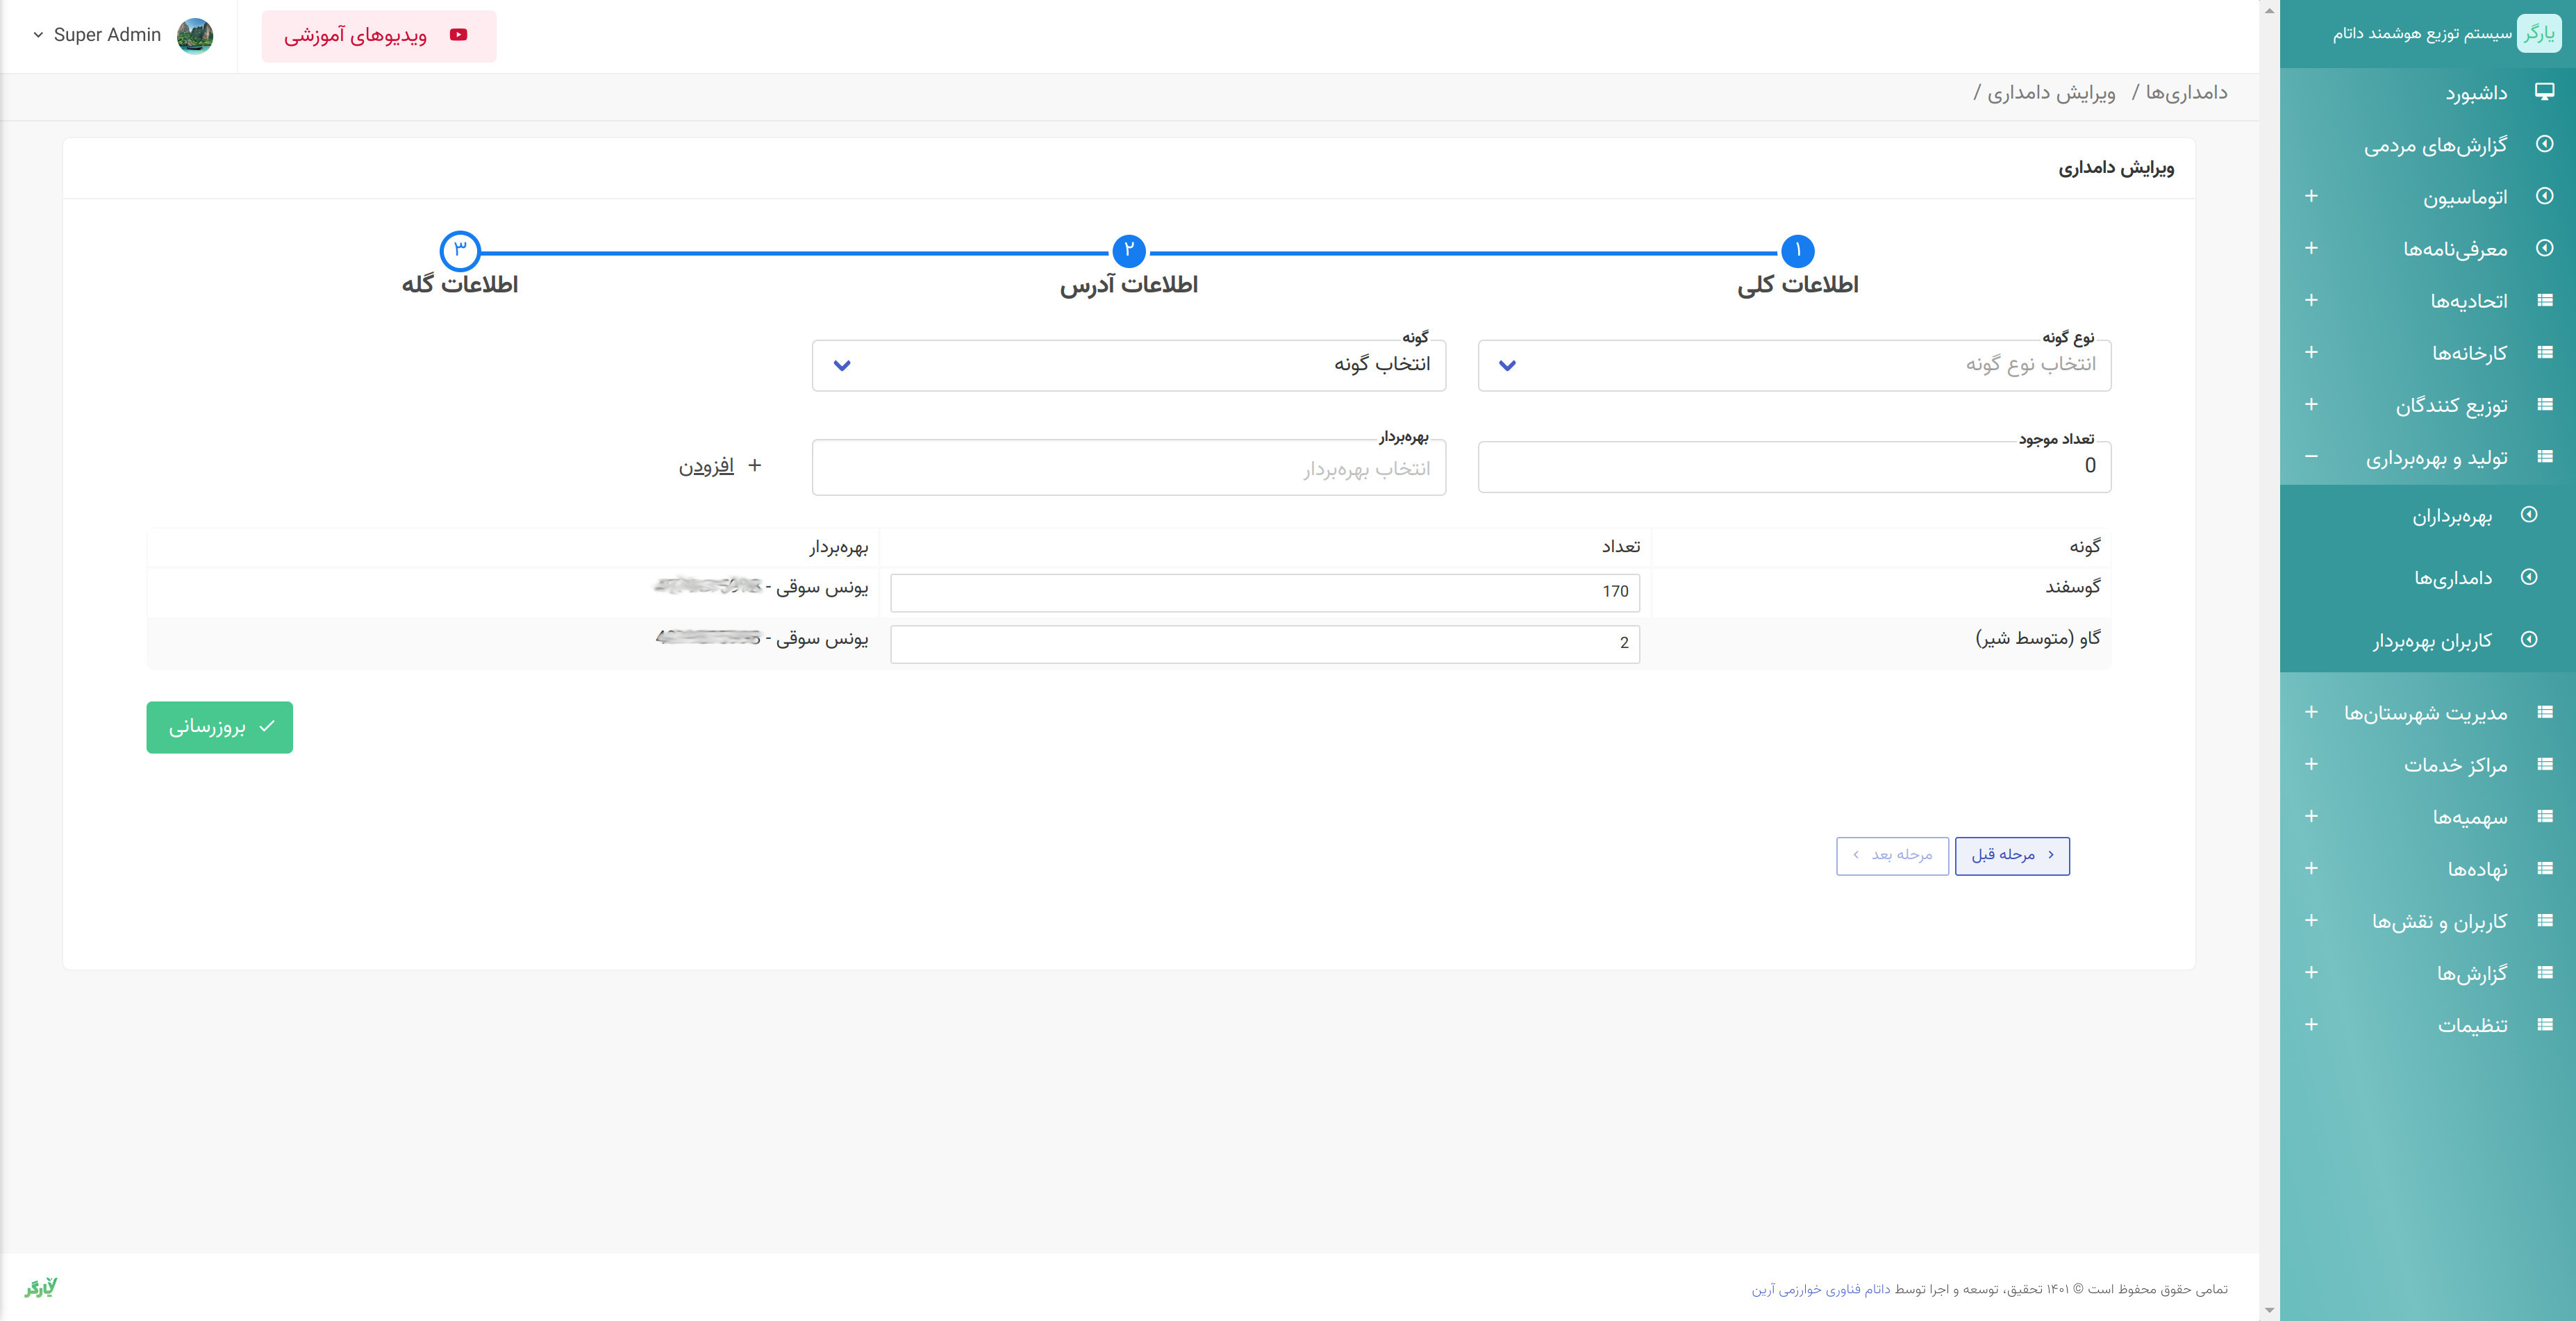 یارگر سیستم توزیع هوشمند داتام
داشبورد
گزارش‌های مردمی
اتوماسیون
معرفی‌نامه‌ها
اتحادیه‌ها
کارخانه‌ها
توزیع کنندگان
تولید و بهره‌برداری
بهره‌برداران
دامداری‌ها
کاربران بهره‌بردار
مدیریت شهرستان‌ها
مراکز خدمات
سهمیه‌ها
نهاده‌ها
کاربران و نقش‌ها
گزارش‌ها
تنظیمات
ویدیوهای آموزشی
Super Admin
دامداری‌ها / ویرایش دامداری /
ویرایش دامداری
۱ ۲ ۳
اطلاعات کلی اطلاعات آدرس اطلاعات گله
نوع گونه گونه
انتخاب نوع گونه انتخاب گونه
تعداد موجود بهره‌بردار
0 انتخاب بهره‌بردار + افزودن
گونه تعداد بهره‌بردار
گوسفند 170 یونس سوقی -
گاو (متوسط شیر) 2 یونس سوقی -
بروزرسانی
مرحله قبل مرحله بعد
تمامی حقوق محفوظ است © ۱۴۰۱ تحقیق، توسعه و اجرا توسط داتام فناوری خوارزمی آرین
یارگر